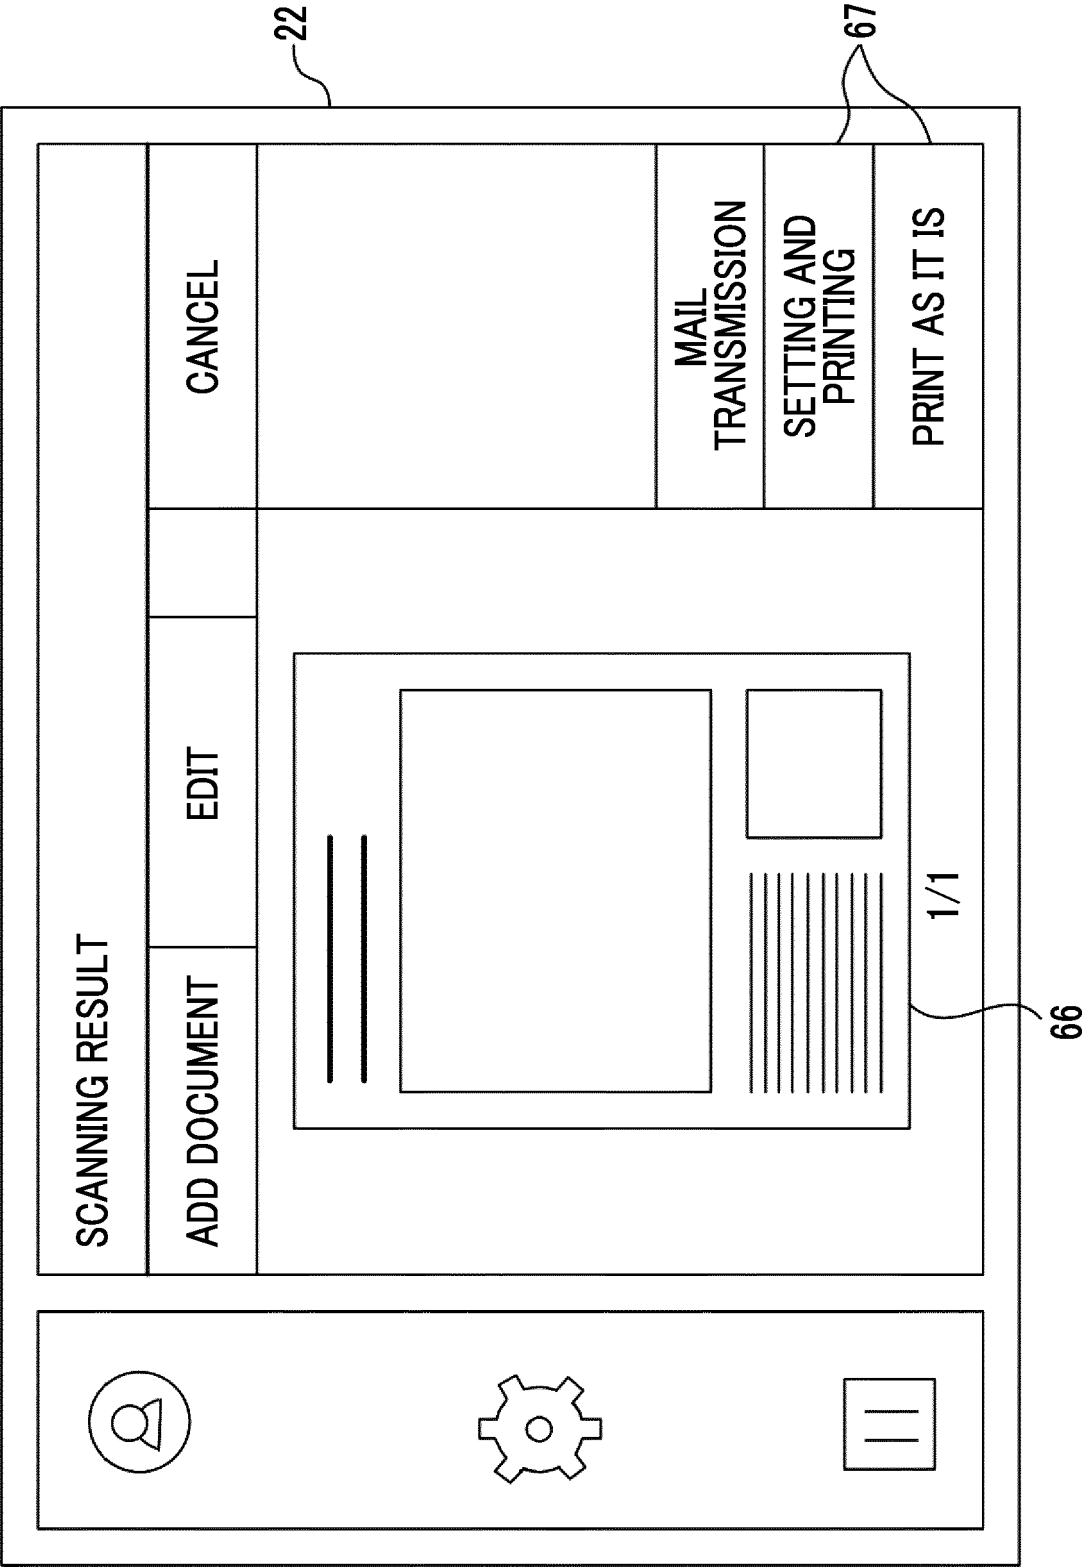 22
SCANNING RESULT
ADD DOCUMENT
EDIT
CANCEL
MAIL
TRANSMISSION
SETTING AND
PRINTING
PRINT AS IT IS
67
1/1
66